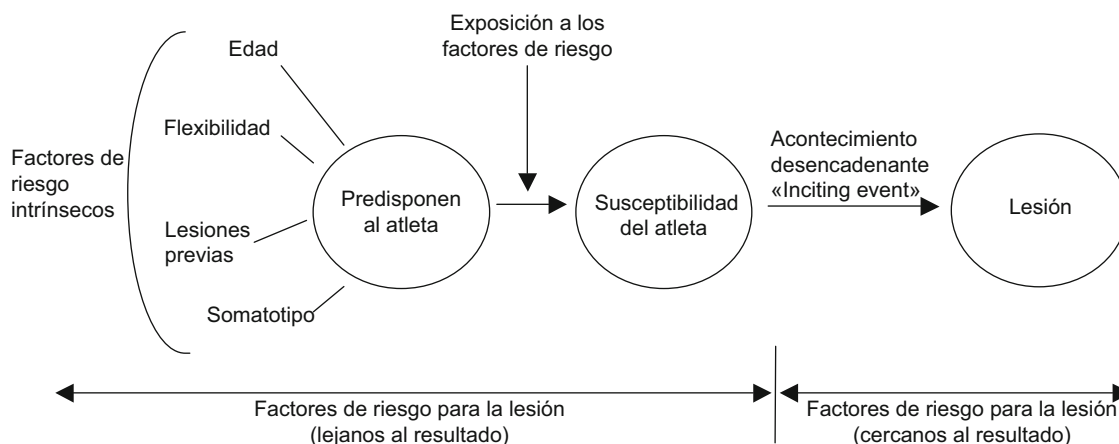 Factores de
riesgo
intrínsecos
Edad
Flexibilidad
Lesiones
previas
Somatotipo
Predisponen
al atleta
Exposición a los
factores de riesgo
Susceptibilidad
del atleta
Acontecimiento
desencadenante
«Inciting event»
Lesión
Factores de riesgo para la lesión
(lejanos al resultado)
Factores de riesgo para la lesión
(cercanos al resultado)